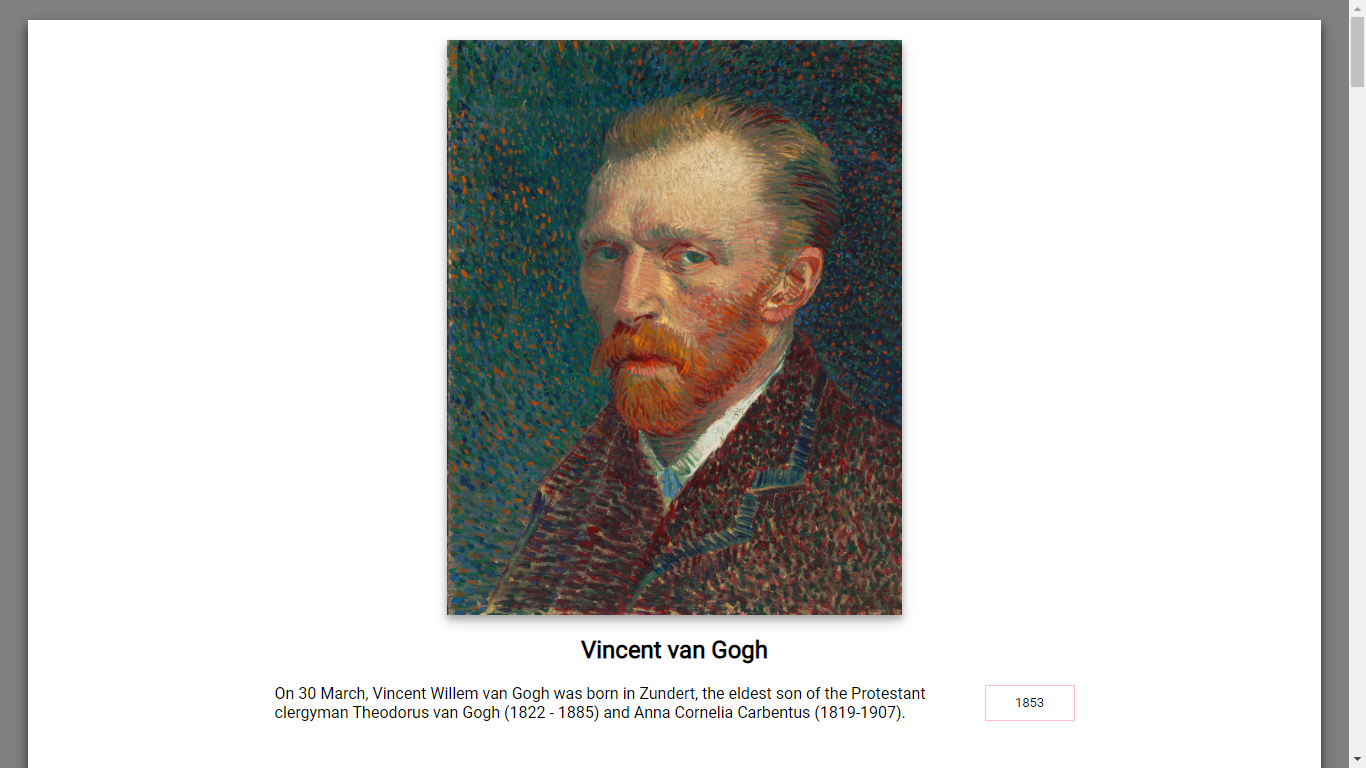 Vincent van Gogh
On 30 March, Vincent Willem van Gogh was born in Zundert, the eldest son of the Protestant
clergyman Theodorus van Gogh (1822 - 1885) and Anna Cornelia Carbentus (1819-1907).
1853